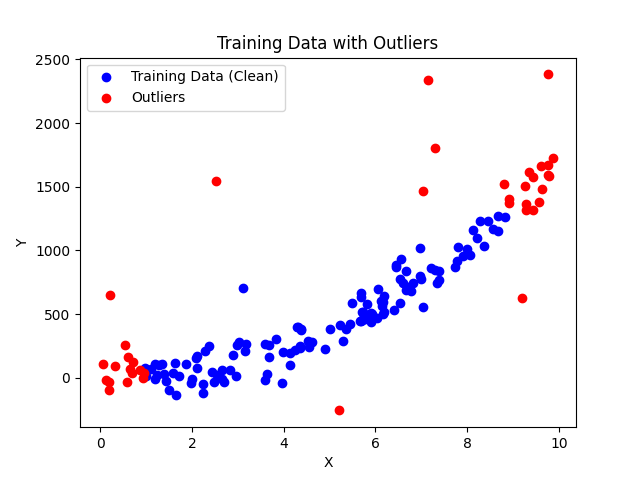 Training Data with Outliers
Training Data (Clean)
Outliers
Y
2500
2000
1500
1000
500
0
0 2 4 6 8 10
X